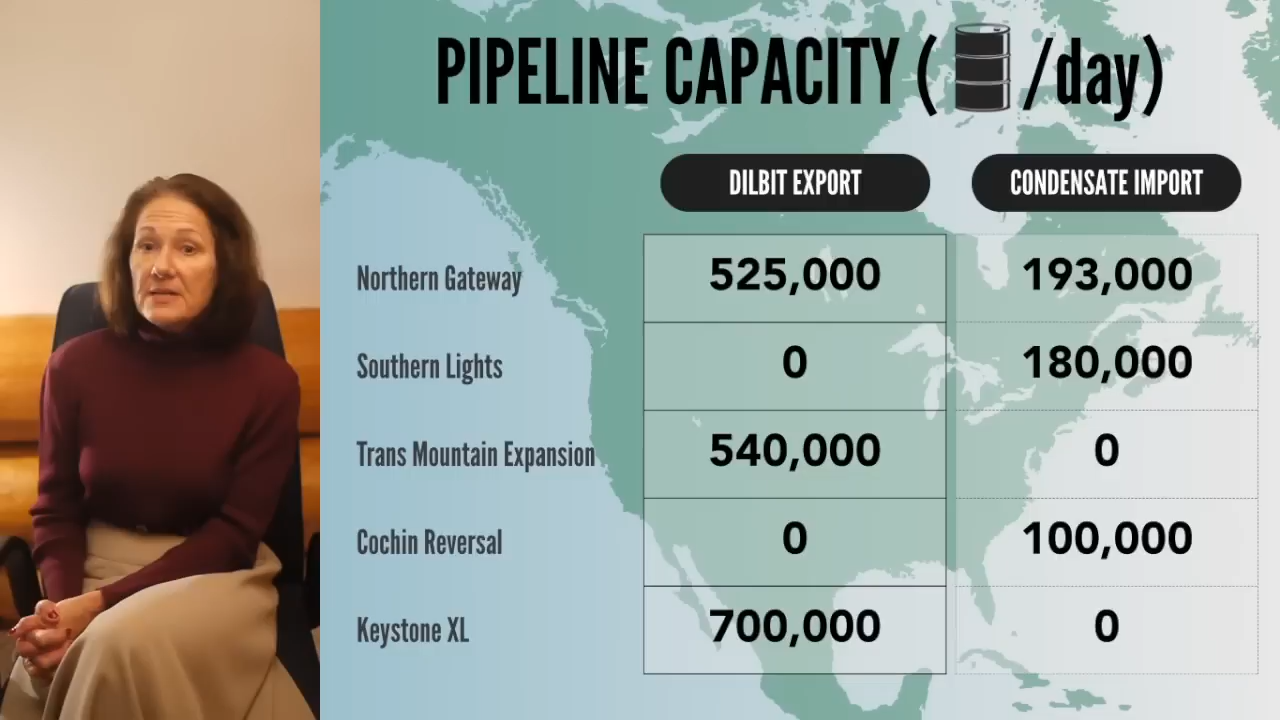 PIPELINE CAPACITY ( /day)
DILBIT EXPORT CONDENSATE IMPORT
Northern Gateway 525,000 193,000
Southern Lights 0 180,000
Trans Mountain Expansion 540,000 0
Cochin Reversal 0 100,000
Keystone XL 700,000 0